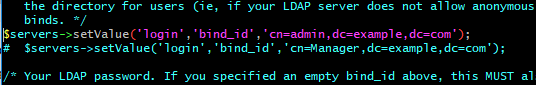 the directory for users (ie, if your LDAP server does not allow anonymous
binds. */
$servers->setValue('login','bind_id','cn=admin,dc=example,dc=com');
#  $servers->setValue('login','bind_id','cn=Manager,dc=example,dc=com');
/* Your LDAP password. If you specified an empty bind_id above, this MUST al